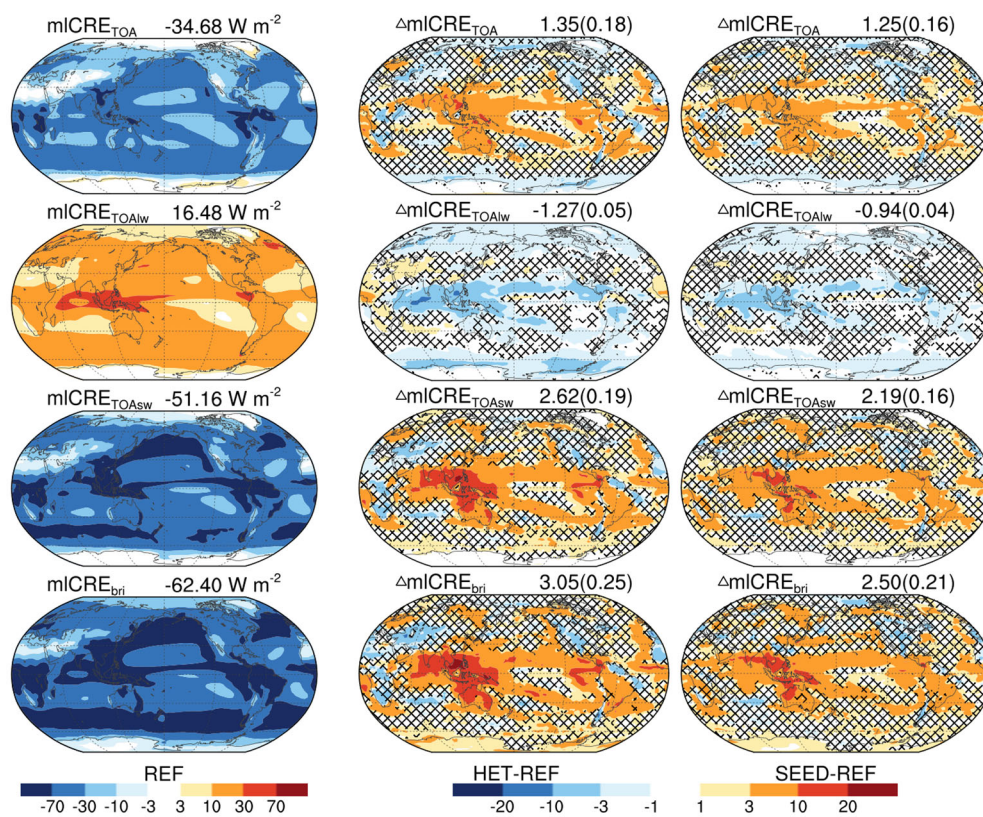 mlCRE_TOA -34.68 W m⁻² ΔmlCRE_TOA 1.35(0.18) ΔmlCRE_TOA 1.25(0.16)
mlCRE_TOAlw 16.48 W m⁻² ΔmlCRE_TOAlw -1.27(0.05) ΔmlCRE_TOAlw -0.94(0.04)
mlCRE_TOAsw -51.16 W m⁻² ΔmlCRE_TOAsw 2.62(0.19) ΔmlCRE_TOAsw 2.19(0.16)
mlCRE_bri -62.40 W m⁻² ΔmlCRE_bri 3.05(0.25) ΔmlCRE_bri 2.50(0.21)
REF HET-REF SEED-REF
-70 -30 -10 -3 3 10 30 70 -20 -10 -3 -1 1 3 10 20